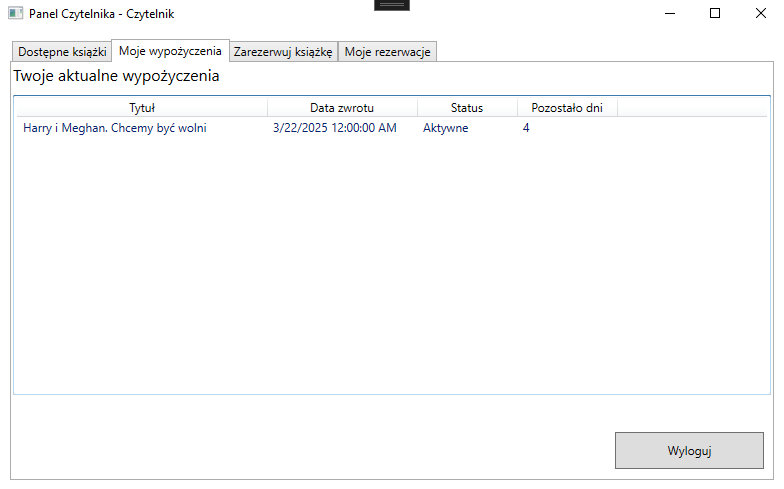 Panel Czytelnika - Czytelnik
Dostępne książki Moje wypożyczenia Zarezerwuj książkę Moje rezerwacje
Twoje aktualne wypożyczenia
Tytuł Data zwrotu Status Pozostało dni
Harry i Meghan. Chcemy być wolni 3/22/2025 12:00:00 AM Aktywne 4
Wyloguj